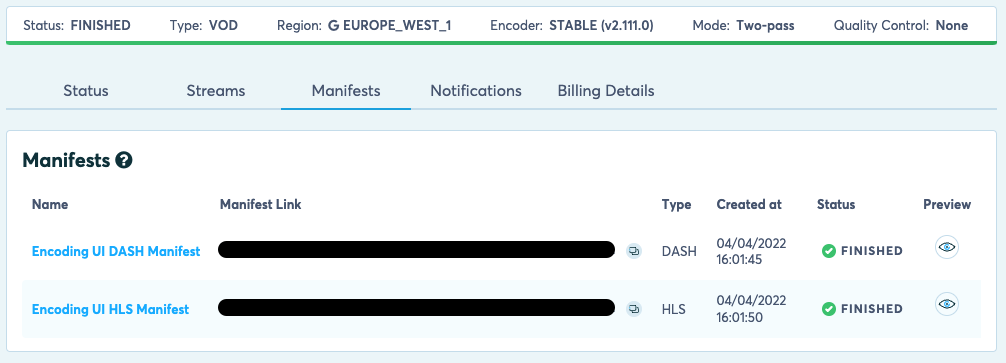 Status: FINISHED Type: VOD Region: EUROPE_WEST_1 Encoder: STABLE (v2.111.0) Mode: Two-pass Quality Control: None
Status Streams Manifests Notifications Billing Details
Manifests ?
Name Manifest Link Type Created at Status Preview
Encoding UI DASH Manifest DASH 04/04/2022 FINISHED
16:01:45
Encoding UI HLS Manifest HLS 04/04/2022 FINISHED
16:01:50